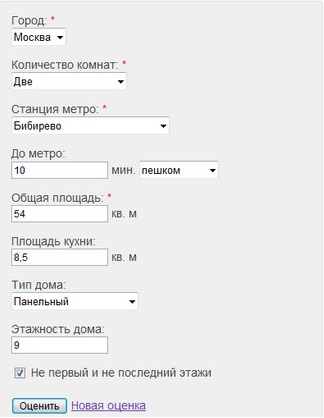 Город: *
Москва
Количество комнат: *
Две
Станция метро: *
Бибирево
До метро:
10 мин. пешком
Общая площадь: *
54 кв. м
Площадь кухни:
8,5 кв. м
Тип дома:
Панельный
Этажность дома:
9
Не первый и не последний этажи
Оценить Новая оценка